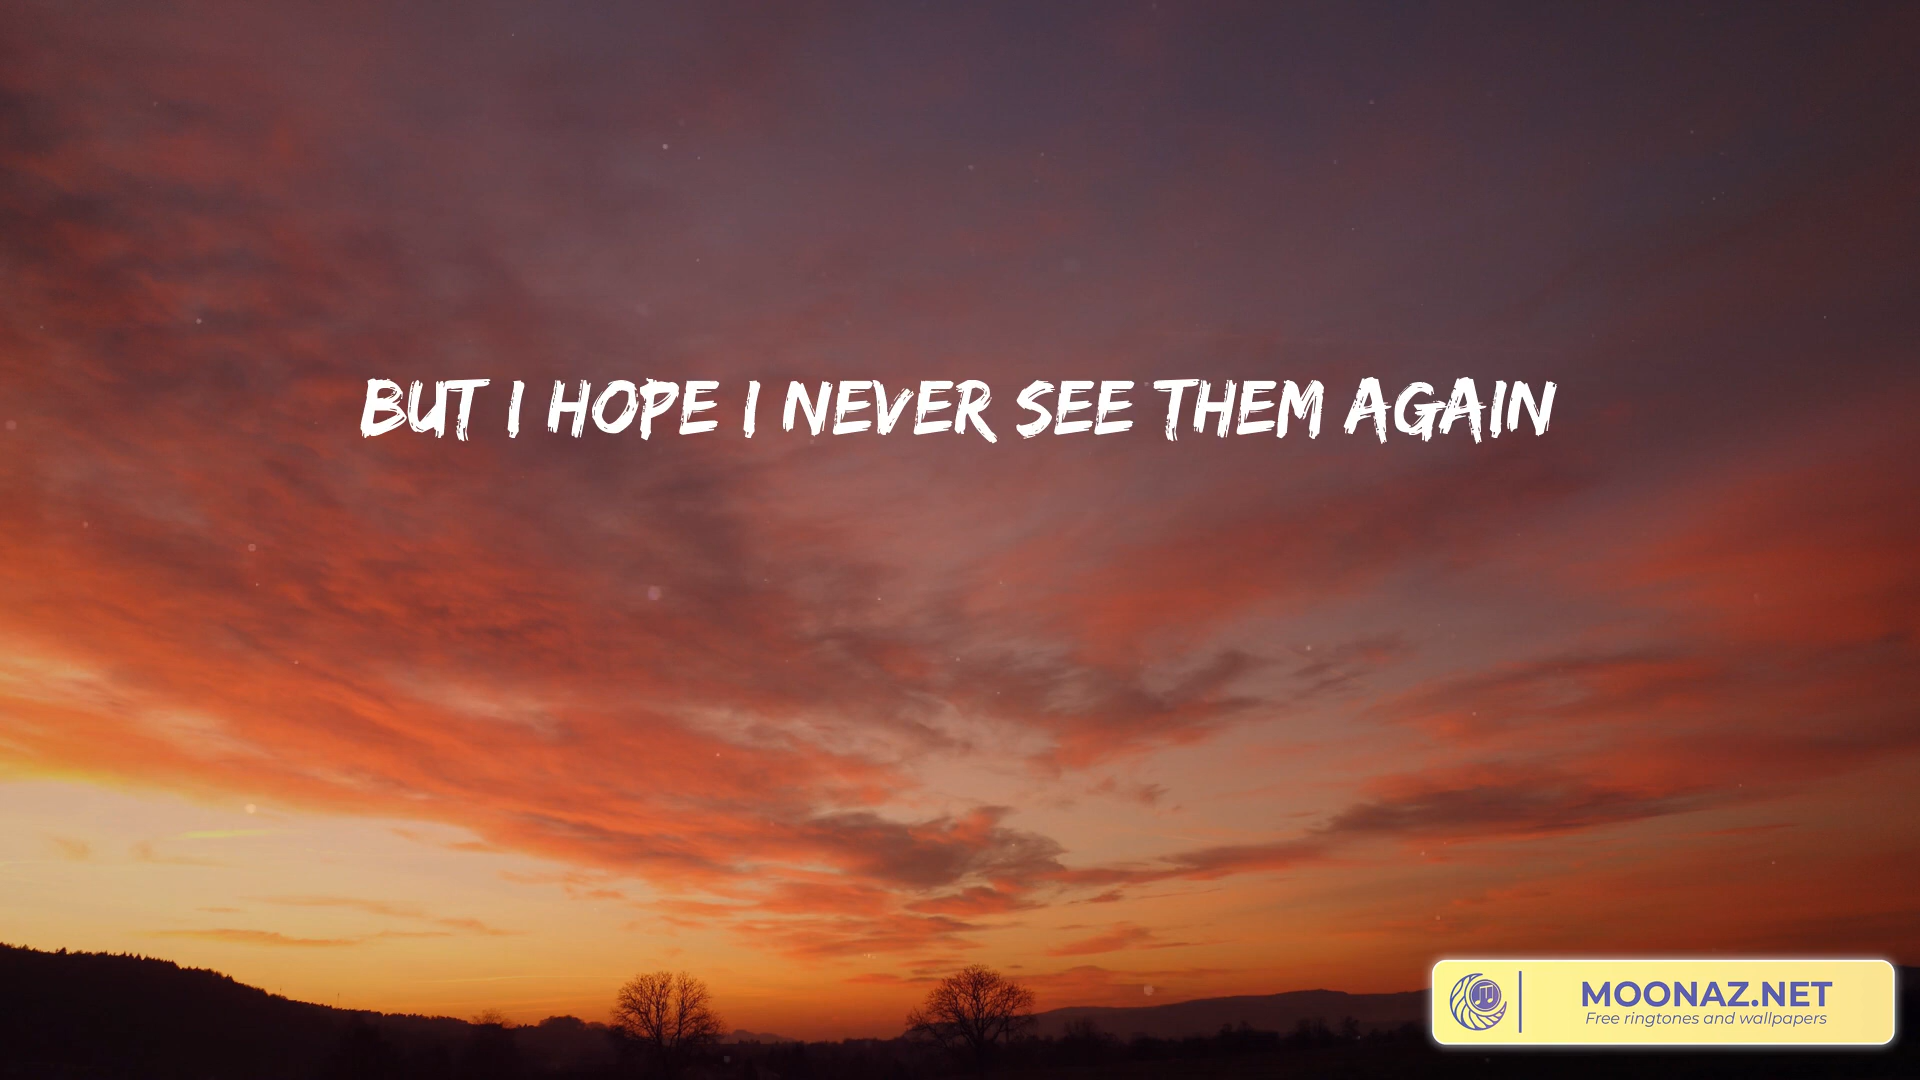 BUT I HOPE I NEVER SEE THEM AGAIN
MOONAZ.NET
Free ringtones and wallpapers